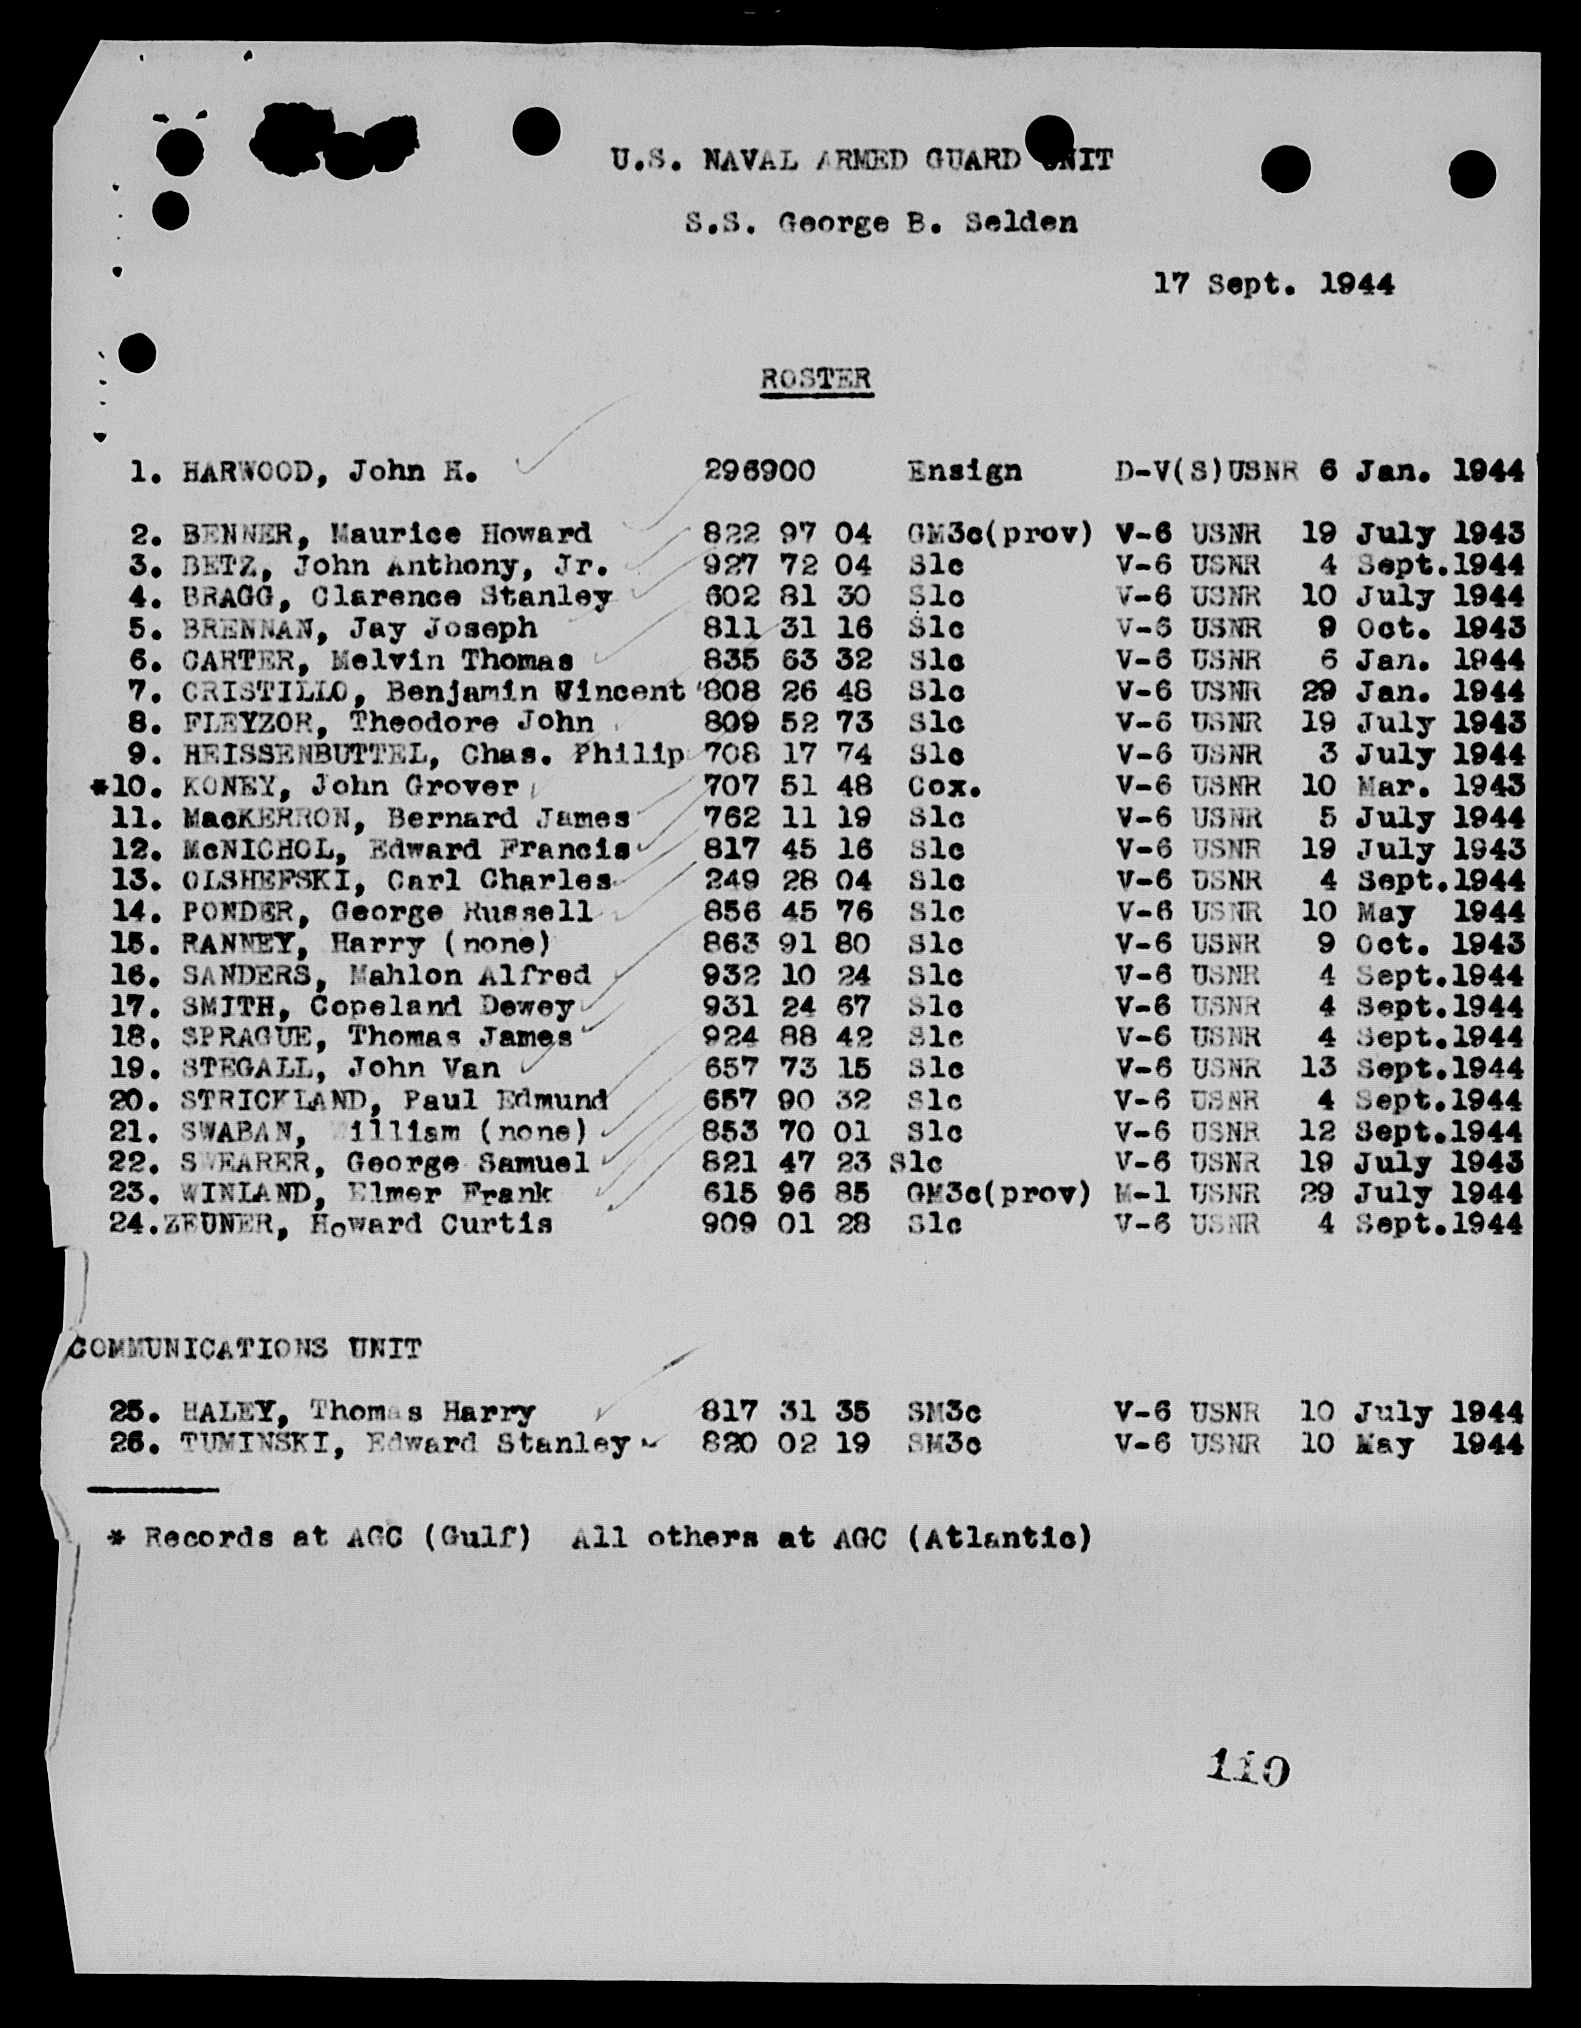 U.S. NAVAL ARMED GUARD UNIT
S.S. George B. Selden
17 Sept. 1944
ROSTER
1. HARWOOD, John H. 296900 Ensign D-V(S)USNR 6 Jan. 1944
2. BENNER, Maurice Howard 822 97 04 GM3c(prov) V-6 USNR 19 July 1943
3. BETZ, John Anthony, Jr. 927 72 04 S1c V-6 USNR 4 Sept.1944
4. BRAGG, Clarence Stanley 602 81 30 S1c V-6 USNR 10 July 1944
5. BRENNAN, Jay Joseph 811 31 16 S1c V-6 USNR 9 Oct. 1943
6. CARTER, Melvin Thomas 835 63 32 S1c V-6 USNR 6 Jan. 1944
7. CRISTILLO, Benjamin Vincent 808 26 48 S1c V-6 USNR 29 Jan. 1944
8. FLEYZOR, Theodore John 809 52 73 S1c V-6 USNR 19 July 1943
9. HEISSENBUTTEL, Chas. Philip 708 17 74 S1c V-6 USNR 3 July 1944
*10. KONEY, John Grover 707 51 48 Cox. V-6 USNR 10 Mar. 1943
11. MacKERRON, Bernard James 762 11 19 S1c V-6 USNR 5 July 1944
12. McNICHOL, Edward Francis 817 45 16 S1c V-6 USNR 19 July 1943
13. OLSHEFSKI, Carl Charles 249 28 04 S1c V-6 USNR 4 Sept.1944
14. PONDER, George Russell 856 45 76 S1c V-6 USNR 10 May 1944
15. RANNEY, Harry (none) 863 91 80 S1c V-6 USNR 9 Oct. 1943
16. SANDERS, Mahlon Alfred 932 10 24 S1c V-6 USNR 4 Sept.1944
17. SMITH, Copeland Dewey 931 24 67 S1c V-6 USNR 4 Sept.1944
18. SPRAGUE, Thomas James 924 88 42 S1c V-6 USNR 4 Sept.1944
19. STEGALL, John Van 657 73 15 S1c V-6 USNR 13 Sept.1944
20. STRICKLAND, Paul Edmund 657 90 32 S1c V-6 USNR 4 Sept.1944
21. SWABAN, William (none) 853 70 01 S1c V-6 USNR 12 Sept.1944
22. SWEARER, George Samuel 821 47 23 S1c V-6 USNR 19 July 1943
23. WINLAND, Elmer Frank 615 96 85 GM3c(prov) M-1 USNR 29 July 1944
24.ZEUNER, Howard Curtis 909 01 28 S1c V-6 USNR 4 Sept.1944
COMMUNICATIONS UNIT
25. HALEY, Thomas Harry 817 31 35 SM3c V-6 USNR 10 July 1944
26. TUMINSKI, Edward Stanley 820 02 19 SM3c V-6 USNR 10 May 1944
* Records at AGC (Gulf) All others at AGC (Atlantic)
110